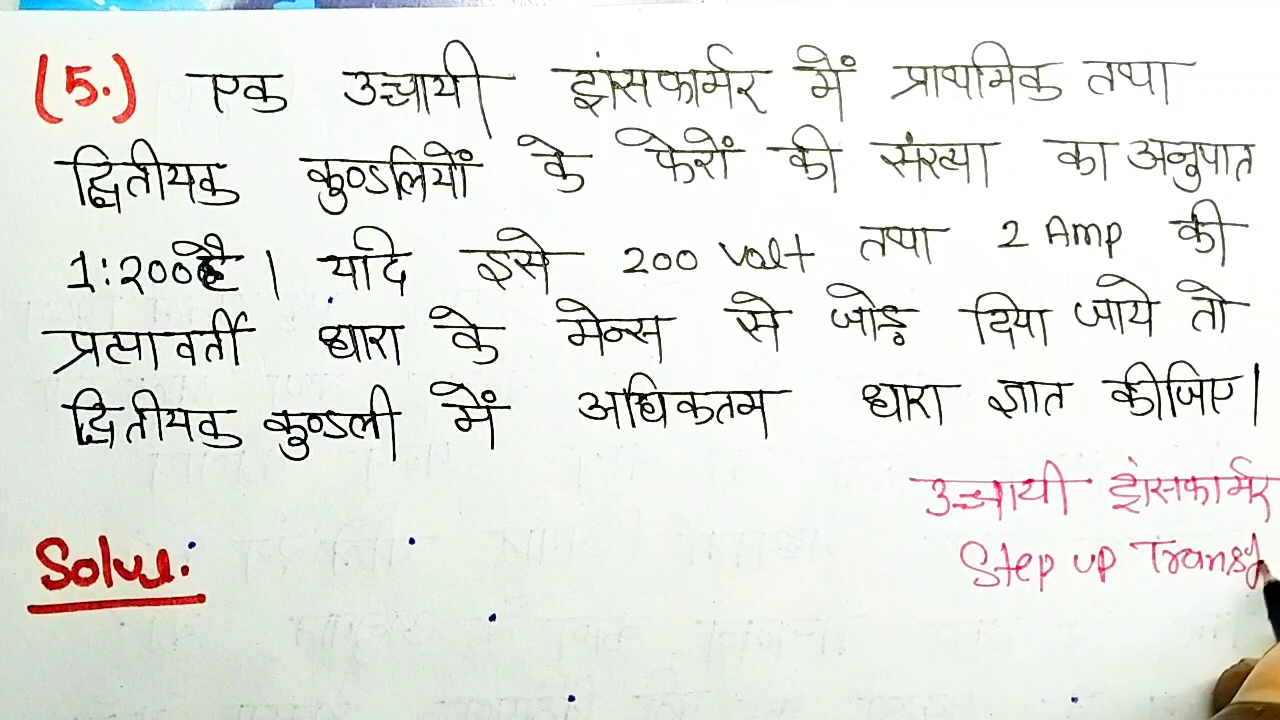 (5.) एक उच्चायी ट्रांसफार्मर में प्राथमिक तथा
द्वितीयक कुण्डलियों के फेरों की संख्या का अनुपात
1:200 है। यदि इसे 200 Volt तथा 2 Amp की
प्रत्यावर्ती धारा के मेन्स से जोड़ दिया जाये तो
द्वितीयक कुण्डली में अधिकतम धारा ज्ञात कीजिए।
उच्चायी ट्रांसफार्मर
Step up Transf
Solve: